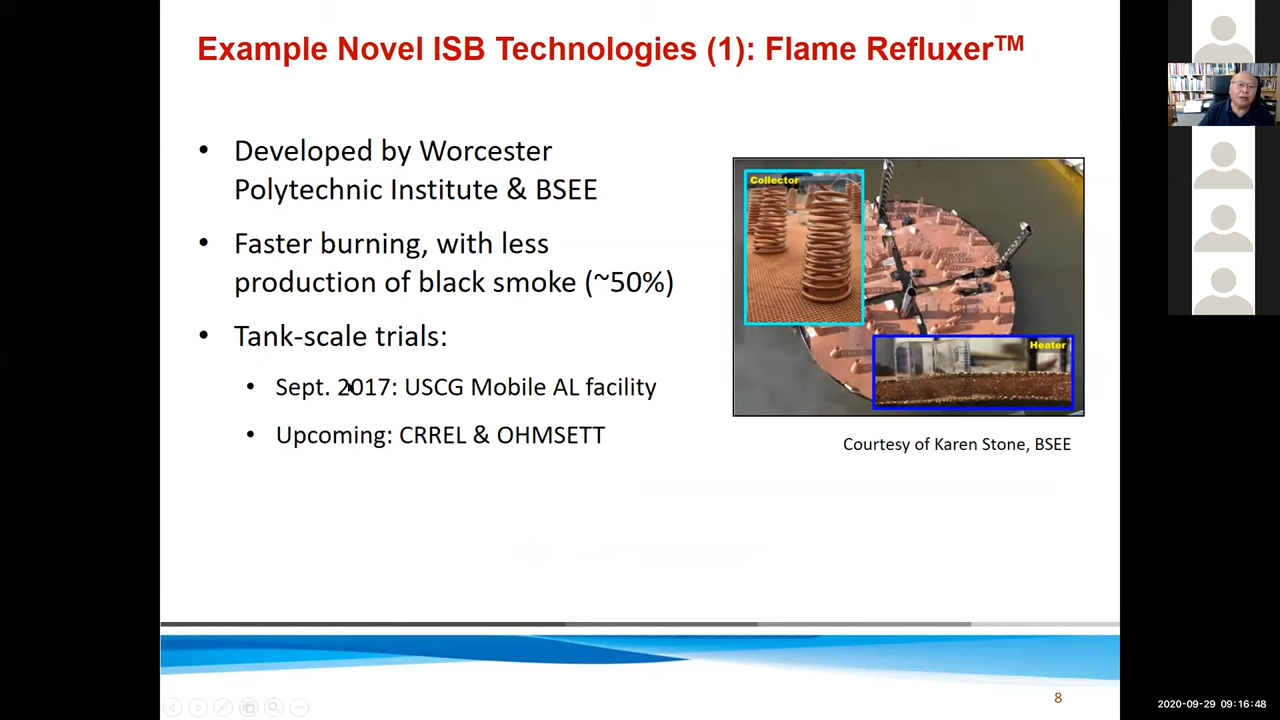 Example Novel ISB Technologies (1): Flame Refluxer™
• Developed by Worcester
Polytechnic Institute & BSEE
• Faster burning, with less
production of black smoke (~50%)
• Tank-scale trials:
• Sept. 2017: USCG Mobile AL facility
• Upcoming: CRREL & OHMSETT
Collector
Heater
Courtesy of Karen Stone, BSEE
8
2020-09-29 09:16:48